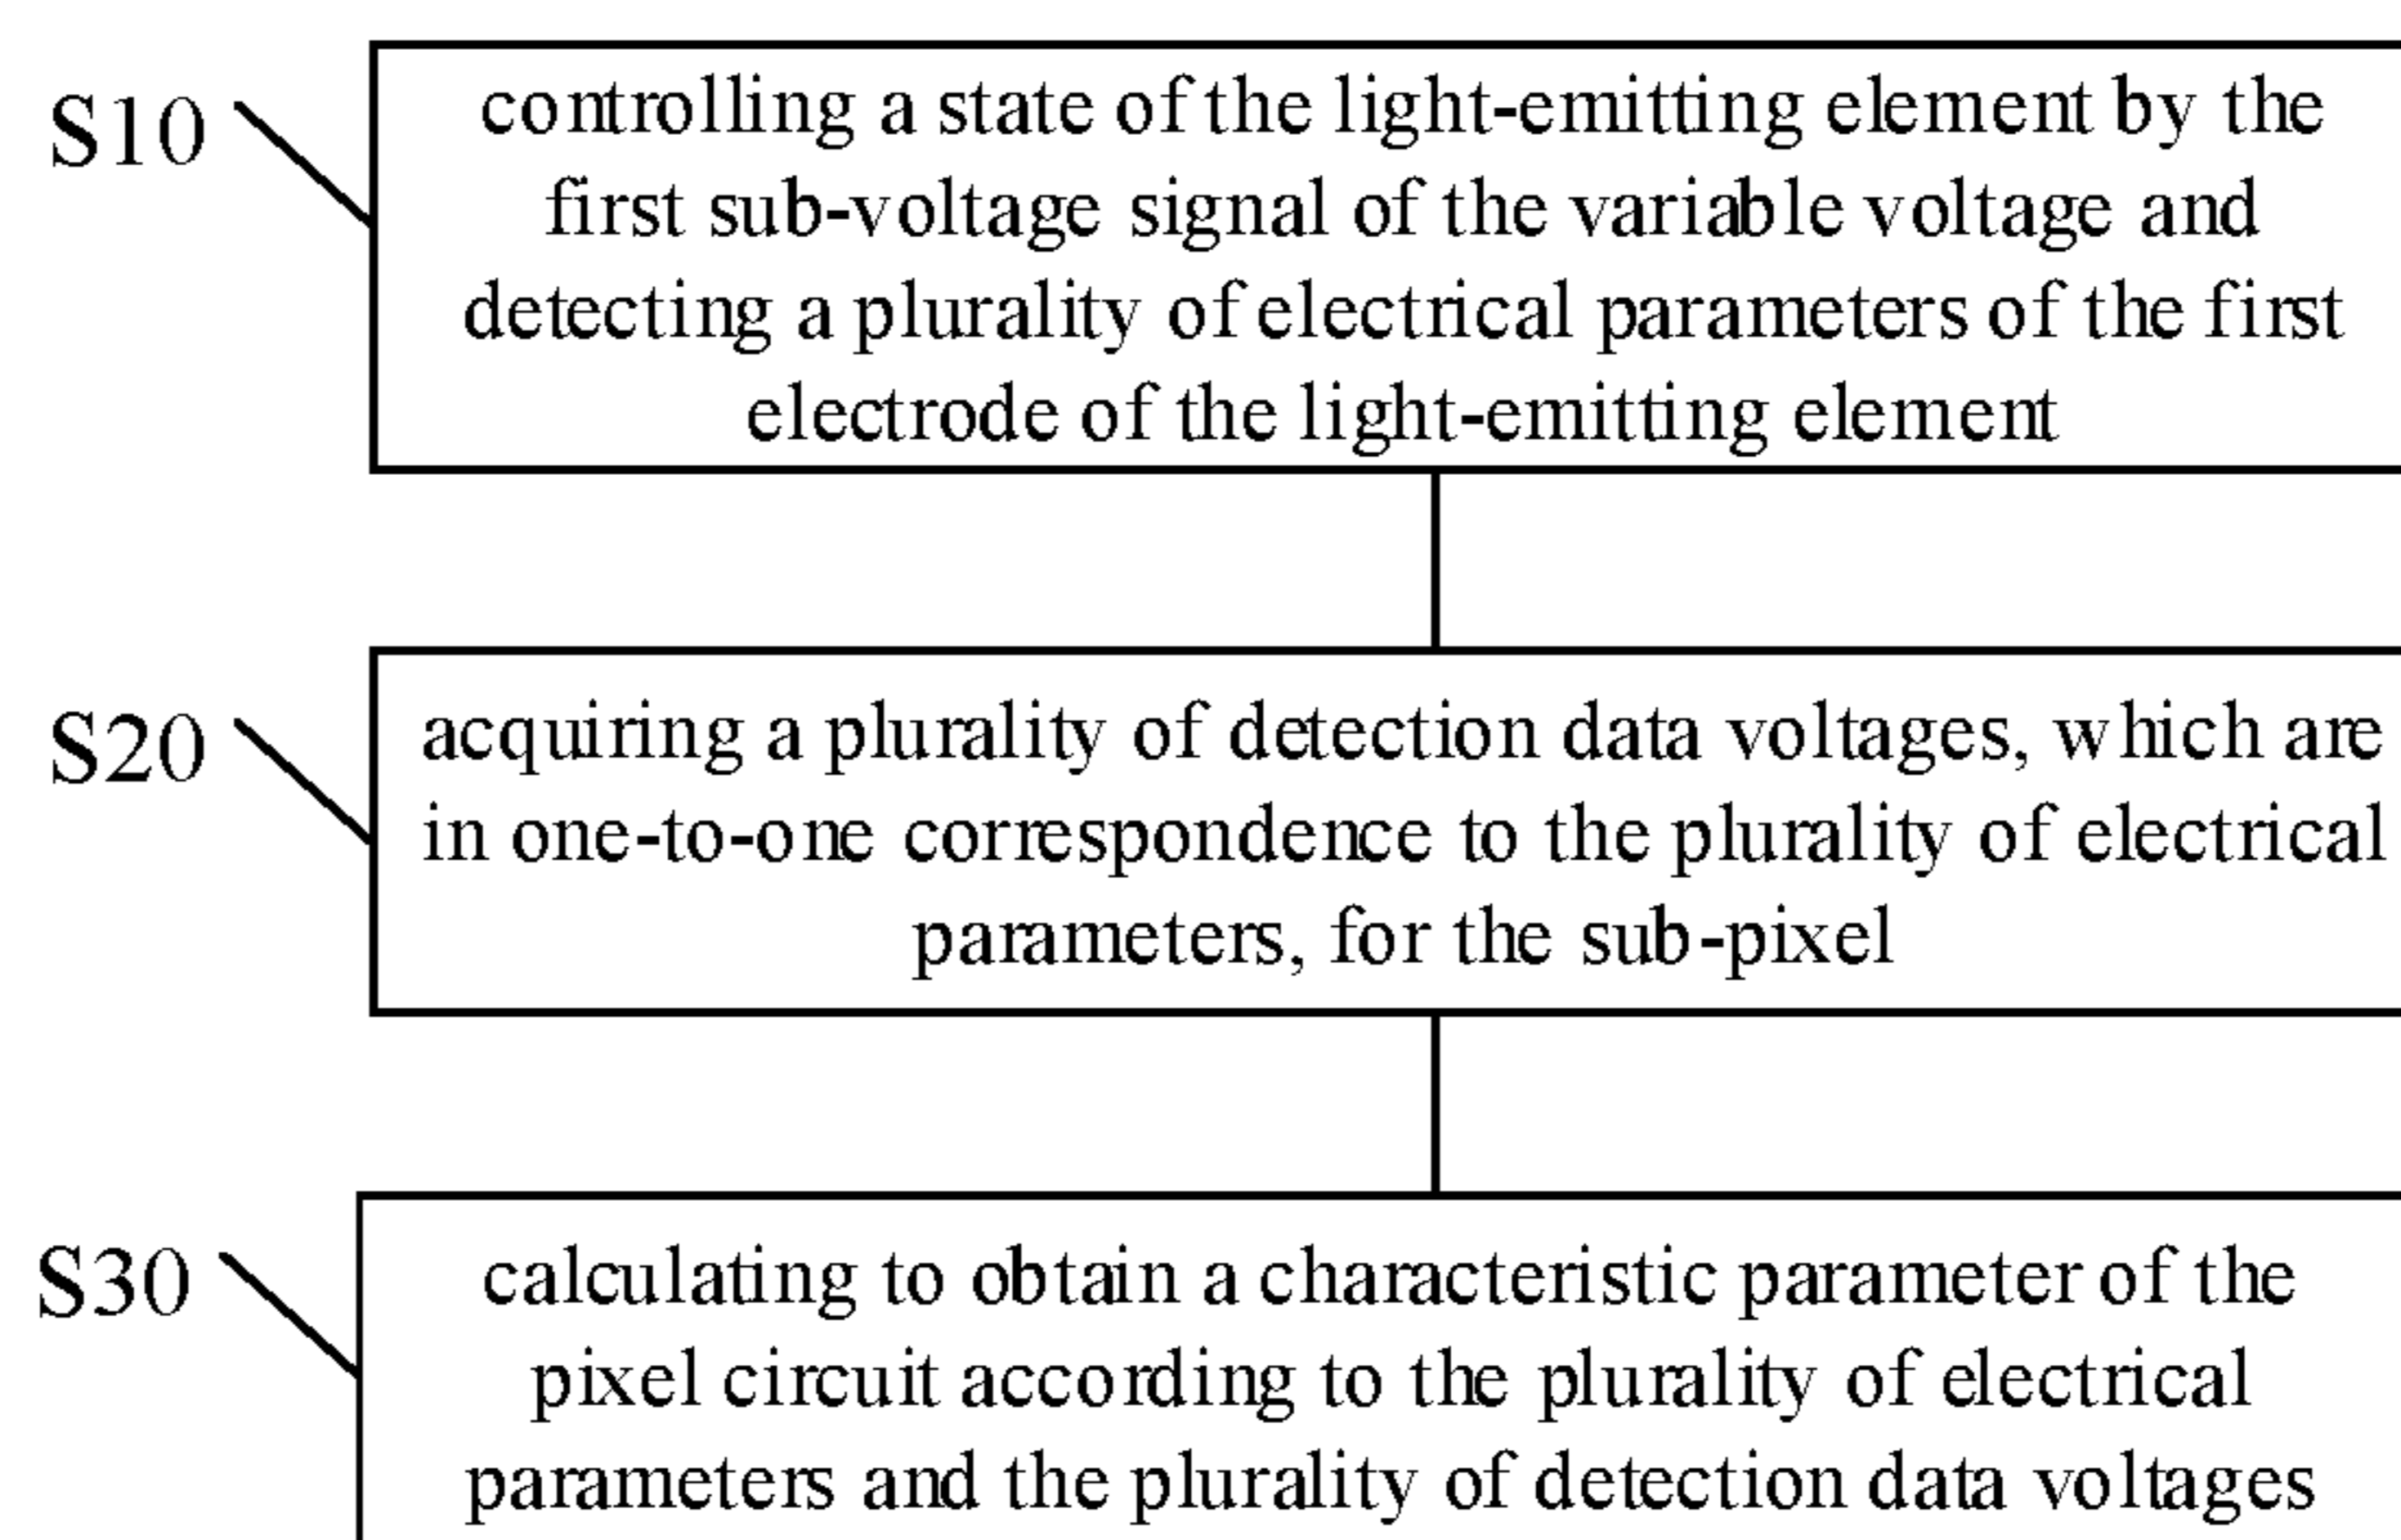 S10
controlling a state of the light-emitting element by the
first sub-voltage signal of the variable voltage and
detecting a plurality of electrical parameters of the first
electrode of the light-emitting element
S20
acquiring a plurality of detection data voltages, which are
in one-to-one correspondence to the plurality of electrical
parameters, for the sub-pixel
S30
calculating to obtain a characteristic parameter of the
pixel circuit according to the plurality of electrical
parameters and the plurality of detection data voltages